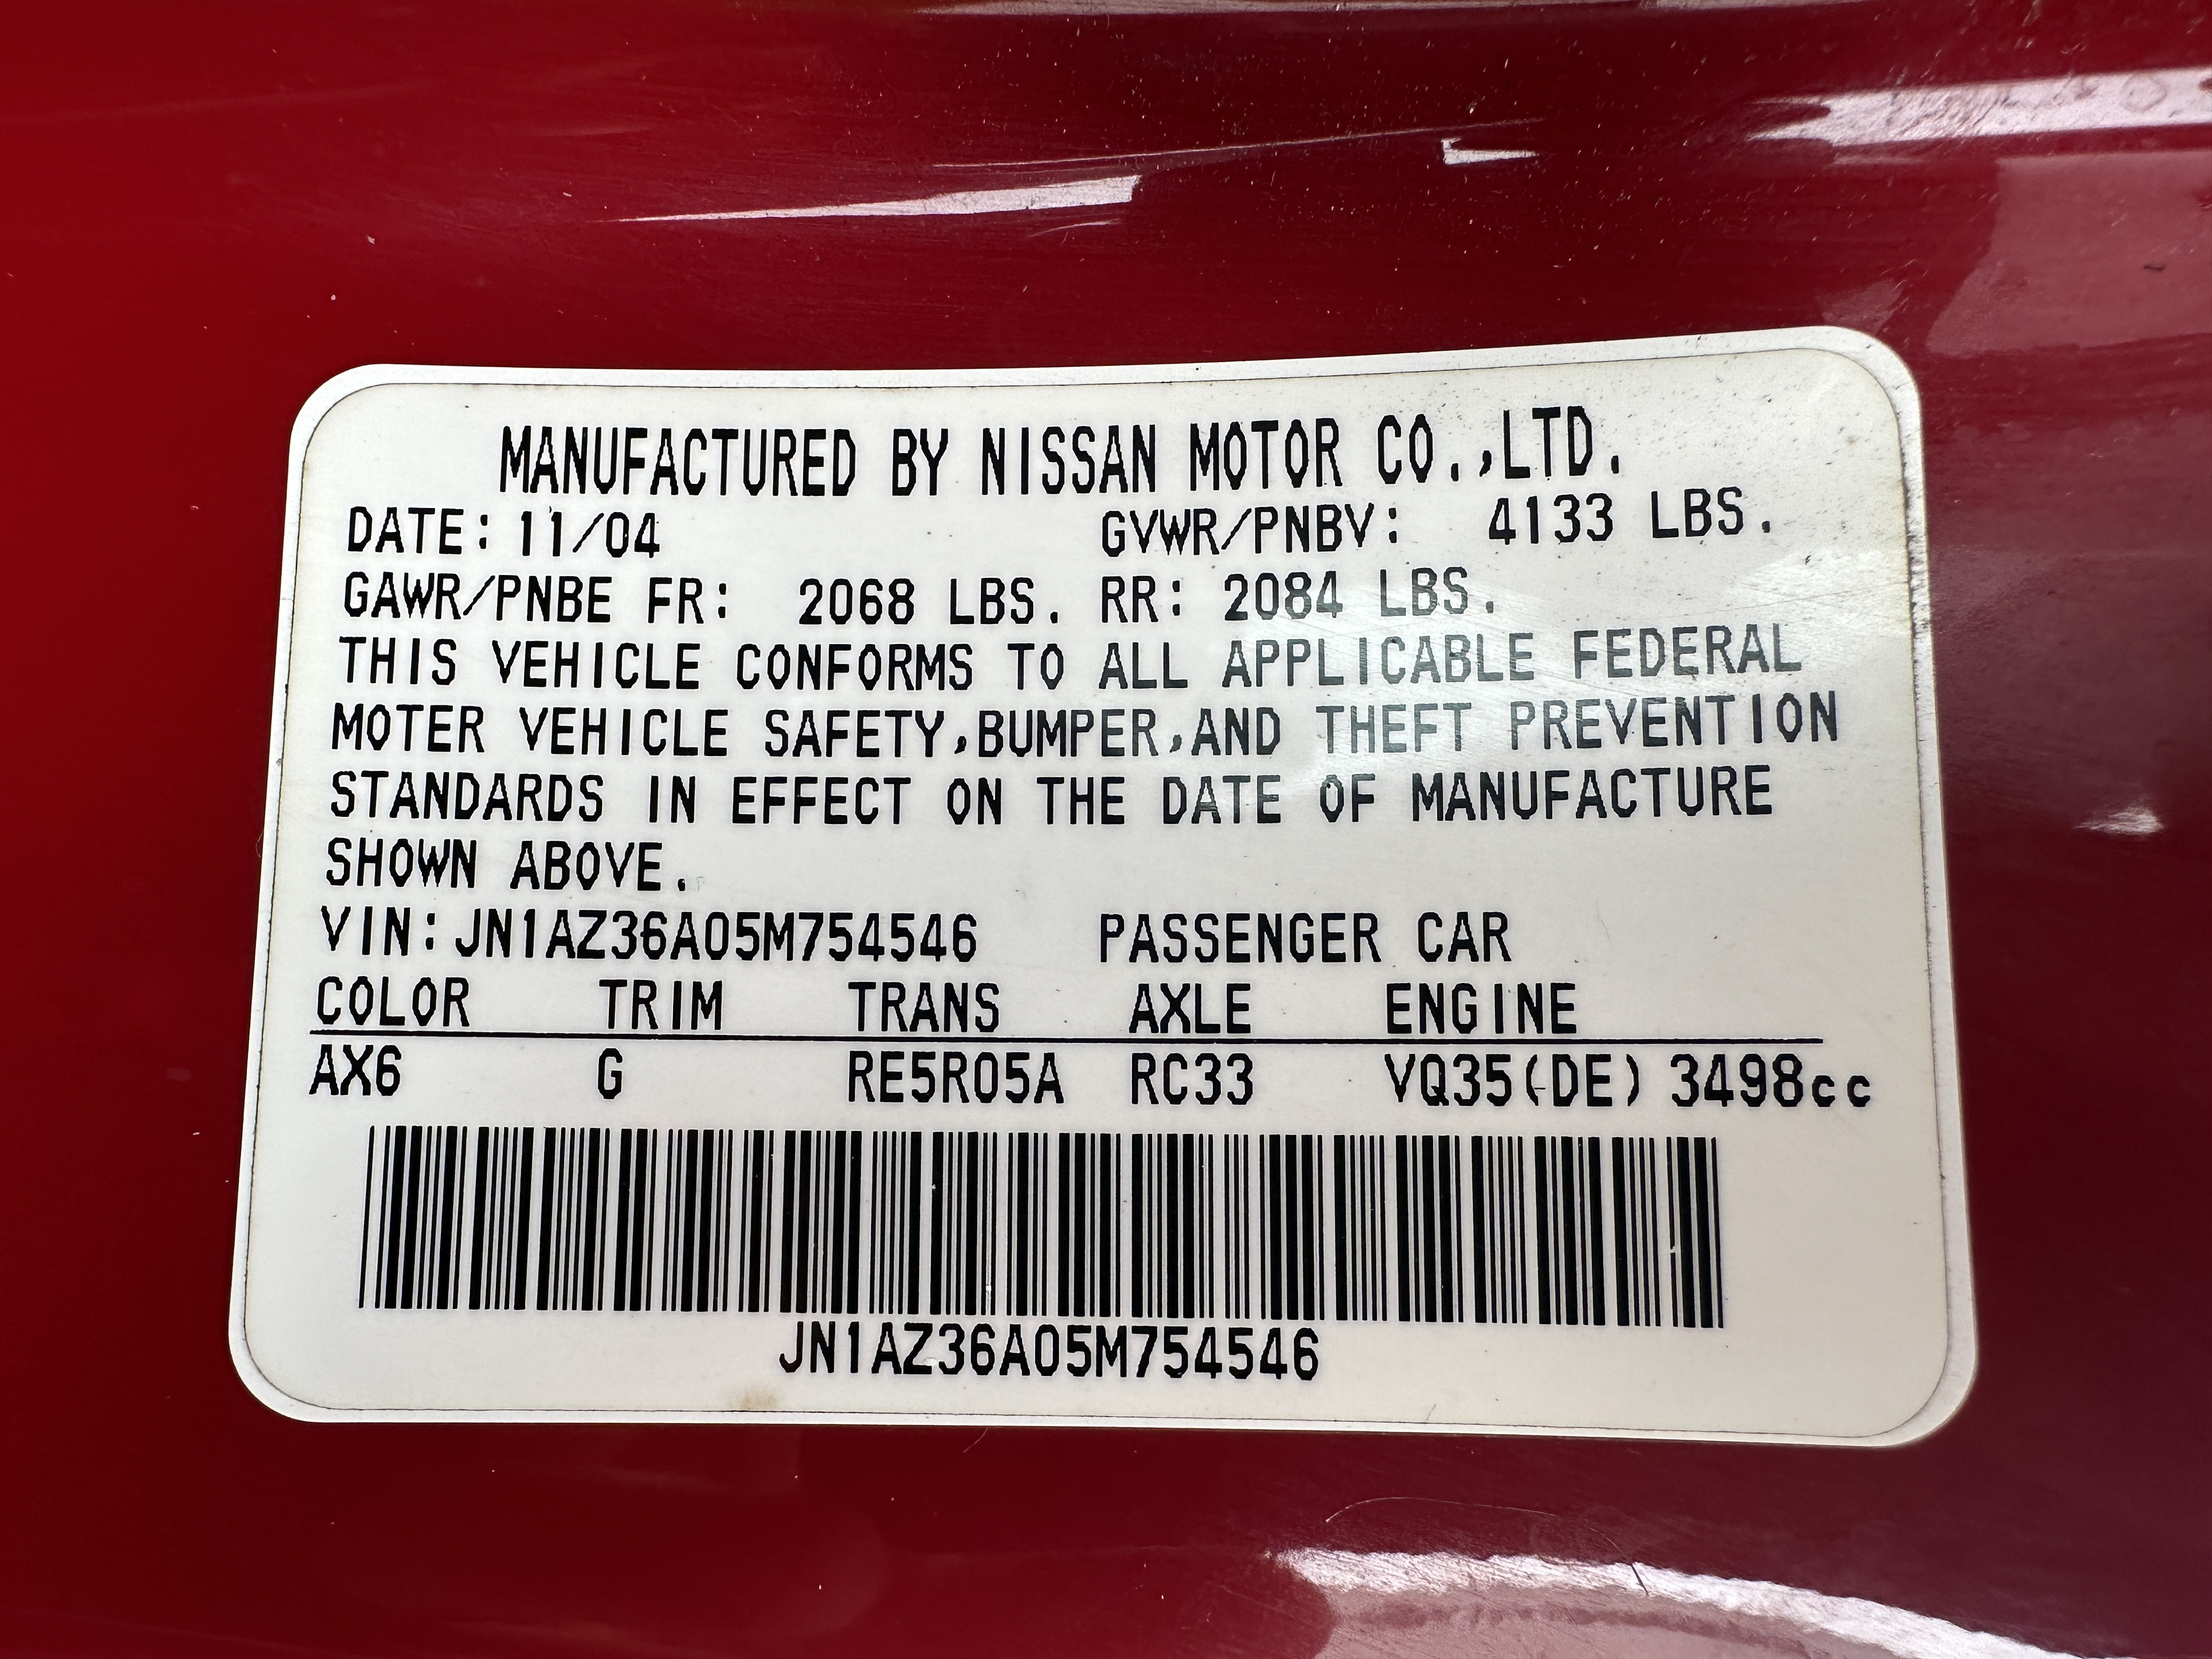 MANUFACTURED BY NISSAN MOTOR CO.,LTD.
DATE: 11/04 GVWR/PNBV: 4133 LBS.
GAWR/PNBE FR: 2068 LBS. RR: 2084 LBS.
THIS VEHICLE CONFORMS TO ALL APPLICABLE FEDERAL
MOTER VEHICLE SAFETY,BUMPER,AND THEFT PREVENTION
STANDARDS IN EFFECT ON THE DATE OF MANUFACTURE
SHOWN ABOVE.
VIN:JN1AZ36A05M754546 PASSENGER CAR
COLOR TRIM TRANS AXLE ENGINE
AX6 G RE5R05A RC33 VQ35(DE) 3498cc
JN1AZ36A05M754546